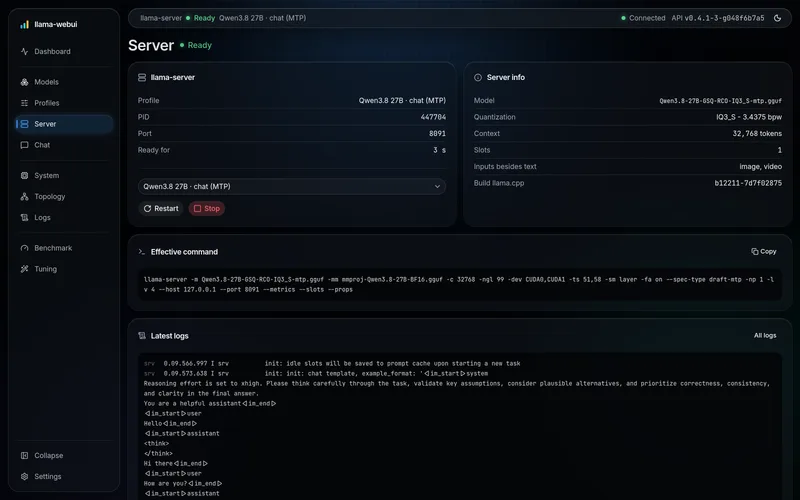 llama-webui
Dashboard
Models
Profiles
Server
Chat
System
Topology
Logs
Benchmark
Tuning
Collapse
Settings
llama-server Ready Qwen3.8 27B · chat (MTP)
Connected API v0.4.1-3-g048f6b7a5
Server Ready
llama-server
Profile Qwen3.8 27B · chat (MTP)
PID 447704
Port 8091
Ready for 3 s
Qwen3.8 27B · chat (MTP)
Restart Stop
Server info
Model Qwen3.8-27B-GSQ-RCO-IQ3_S-mtp.gguf
Quantization IQ3_S - 3.4375 bpw
Context 32,768 tokens
Slots 1
Inputs besides text image, video
Build llama.cpp b12211-7d7f02875
Effective command Copy
llama-server -m Qwen3.8-27B-GSQ-RCO-IQ3_S-mtp.gguf -mm mmproj-Qwen3.8-27B-BF16.gguf -c 32768 -ngl 99 -dev CUDA0,CUDA1 -ts 51,58 -sm layer -fa on --spec-type draft-mtp -np 1 -l
v 4 --host 127.0.0.1 --port 8091 --metrics --slots --props
Latest logs All logs
srv 0.09.566.997 I srv init: idle slots will be saved to prompt cache upon starting a new task
srv 0.09.573.638 I srv init: init: chat template, example_format: '<|im_start|>system
Reasoning effort is set to xhigh. Please think carefully through the task, validate key assumptions, consider plausible alternatives, and prioritize correctness, consistency,
and clarity in the final answer.
You are a helpful assistant<|im_end|>
<|im_start|>user
Hello<|im_end|>
<|im_start|>assistant
<think>
</think>
Hi there<|im_end|>
<|im_start|>user
How are you?<|im_end|>
<|im_start|>assistant